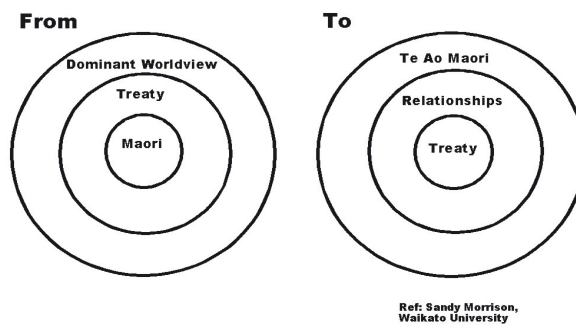 From
Dominant Worldview
Treaty
Maori
To
Te Ao Maori
Relationships
Treaty
Ref: Sandy Morrison,
Waikato University